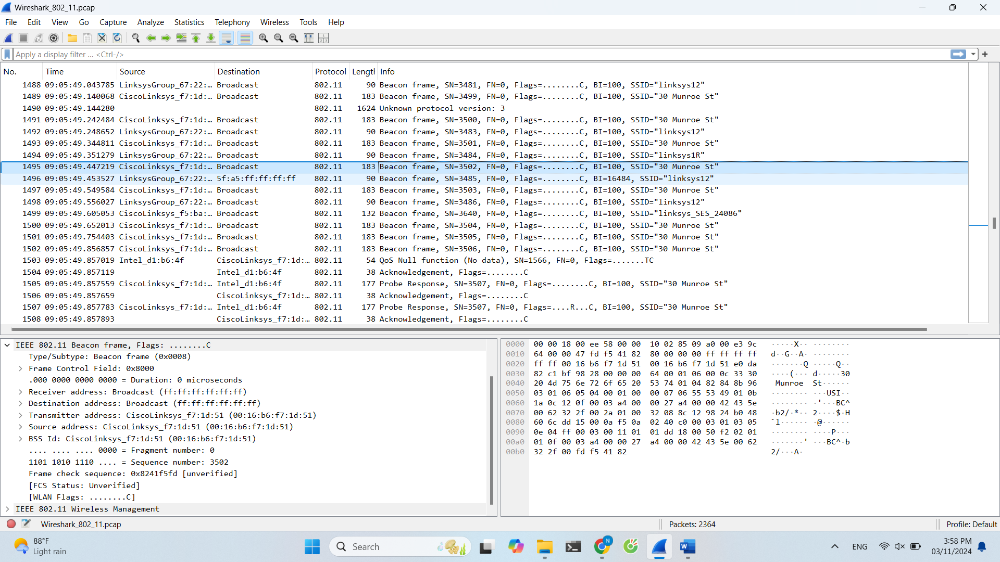 Wireshark_802_11.pcap
File Edit View Go Capture Analyze Statistics Telephony Wireless Tools Help
Apply a display filter ... <Ctrl-/>
No. Time Source Destination Protocol Length Info
1488 09:05:49.043785 LinksysGroup_67:22:… Broadcast 802.11 90 Beacon frame, SN=3481, FN=0, Flags=........C, BI=100, SSID="linksys12"
1489 09:05:49.140068 CiscoLinksys_f7:1d:… Broadcast 802.11 183 Beacon frame, SN=3499, FN=0, Flags=........C, BI=100, SSID="30 Munroe St"
1490 09:05:49.144280 802.11 1624 Unknown protocol version: 3
1491 09:05:49.242484 CiscoLinksys_f7:1d:… Broadcast 802.11 183 Beacon frame, SN=3500, FN=0, Flags=........C, BI=100, SSID="30 Munroe St"
1492 09:05:49.248652 LinksysGroup_67:22:… Broadcast 802.11 90 Beacon frame, SN=3483, FN=0, Flags=........C, BI=100, SSID="linksys12"
1493 09:05:49.344811 CiscoLinksys_f7:1d:… Broadcast 802.11 183 Beacon frame, SN=3501, FN=0, Flags=........C, BI=100, SSID="30 Munroe St"
1494 09:05:49.351279 LinksysGroup_67:22:… Broadcast 802.11 90 Beacon frame, SN=3484, FN=0, Flags=........C, BI=100, SSID="linksys1R"
1495 09:05:49.447219 CiscoLinksys_f7:1d:… Broadcast 802.11 183 Beacon frame, SN=3502, FN=0, Flags=........C, BI=100, SSID="30 Munroe St"
1496 09:05:49.453527 LinksysGroup_67:22:… 5f:a5:ff:ff:ff:ff 802.11 90 Beacon frame, SN=3485, FN=0, Flags=........C, BI=16484, SSID="linksys12"
1497 09:05:49.549584 CiscoLinksys_f7:1d:… Broadcast 802.11 183 Beacon frame, SN=3503, FN=0, Flags=........C, BI=100, SSID="30 Munroe St"
1498 09:05:49.556027 LinksysGroup_67:22:… Broadcast 802.11 90 Beacon frame, SN=3486, FN=0, Flags=........C, BI=100, SSID="linksys12"
1499 09:05:49.605053 CiscoLinksys_f5:ba:… Broadcast 802.11 132 Beacon frame, SN=3640, FN=0, Flags=........C, BI=100, SSID="linksys_SES_24086"
1500 09:05:49.652013 CiscoLinksys_f7:1d:… Broadcast 802.11 183 Beacon frame, SN=3504, FN=0, Flags=........C, BI=100, SSID="30 Munroe St"
1501 09:05:49.754403 CiscoLinksys_f7:1d:… Broadcast 802.11 183 Beacon frame, SN=3505, FN=0, Flags=........C, BI=100, SSID="30 Munroe St"
1502 09:05:49.856857 CiscoLinksys_f7:1d:… Broadcast 802.11 183 Beacon frame, SN=3506, FN=0, Flags=........C, BI=100, SSID="30 Munroe St"
1503 09:05:49.857019 Intel_d1:b6:4f CiscoLinksys_f7:1d:… 802.11 54 QoS Null function (No data), SN=1566, FN=0, Flags=.......TC
1504 09:05:49.857119 Intel_d1:b6:4f 802.11 38 Acknowledgement, Flags=........C
1505 09:05:49.857559 CiscoLinksys_f7:1d:… Intel_d1:b6:4f 802.11 177 Probe Response, SN=3507, FN=0, Flags=........C, BI=100, SSID="30 Munroe St"
1506 09:05:49.857659 CiscoLinksys_f7:1d:… 802.11 38 Acknowledgement, Flags=........C
1507 09:05:49.857783 CiscoLinksys_f7:1d:… Intel_d1:b6:4f 802.11 177 Probe Response, SN=3507, FN=0, Flags=....R...C, BI=100, SSID="30 Munroe St"
1508 09:05:49.857893 CiscoLinksys_f7:1d:… 802.11 38 Acknowledgement, Flags=........C
IEEE 802.11 Beacon frame, Flags: ........C
Type/Subtype: Beacon frame (0x0008)
Frame Control Field: 0x8000
.000 0000 0000 0000 = Duration: 0 microseconds
Receiver address: Broadcast (ff:ff:ff:ff:ff:ff)
Destination address: Broadcast (ff:ff:ff:ff:ff:ff)
Transmitter address: CiscoLinksys_f7:1d:51 (00:16:b6:f7:1d:51)
Source address: CiscoLinksys_f7:1d:51 (00:16:b6:f7:1d:51)
BSS Id: CiscoLinksys_f7:1d:51 (00:16:b6:f7:1d:51)
.... .... .... 0000 = Fragment number: 0
1101 1010 1110 .... = Sequence number: 3502
Frame check sequence: 0x8241f5fd [unverified]
[FCS Status: Unverified]
[WLAN Flags: ........C]
IEEE 802.11 Wireless Management
0000 00 00 18 00 ee 58 00 00 10 02 85 09 a0 00 e3 9c ·····X·· ········
0010 64 00 00 47 fd f5 41 82 80 00 00 00 ff ff ff ff d··G··A· ········
0020 ff ff 00 16 b6 f7 1d 51 00 16 b6 f7 1d 51 e0 da ·······Q ·····Q··
0030 82 c1 bf 98 28 00 00 00 64 00 01 06 00 0c 33 30 ····(··· d·····30
0040 20 4d 75 6e 72 6f 65 20 53 74 01 04 82 84 8b 96 Munroe St······
0050 03 01 06 05 04 00 01 00 00 07 06 55 53 49 01 0b ········ ···USI··
0060 1a 0c 12 0f 00 03 a4 00 00 27 a4 00 00 42 43 5e ········ ·'···BC^
0070 00 62 32 2f 00 2a 01 00 32 08 8c 12 98 24 b0 48 ·b2/·*·· 2····$·H
0080 60 6c dd 15 00 0a f5 0a 02 40 c0 00 03 01 03 05 `l······ ·@······
0090 0e 04 ff 00 03 00 11 01 01 dd 18 00 50 f2 02 01 ········ ····P···
00a0 01 0f 00 03 a4 00 00 27 a4 00 00 42 43 5e 00 62 ·······' ···BC^·b
00b0 32 2f 00 fd f5 41 82 2/···A·
Wireshark_802_11.pcap Packets: 2364 Profile: Default
88°F
Light rain
Search
N
W
ENG
3:58 PM
03/11/2024